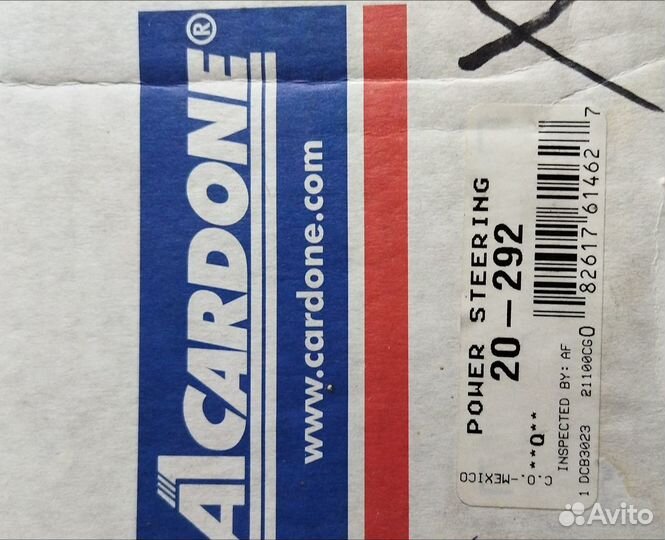 A1 CARDONE®
www.cardone.com
POWER STEERING
20-292
**Q**
C.O.-MEXICO
INSPECTED BY: AF
1 DCB3023 21100CG
0 82617 61462 7
Avito